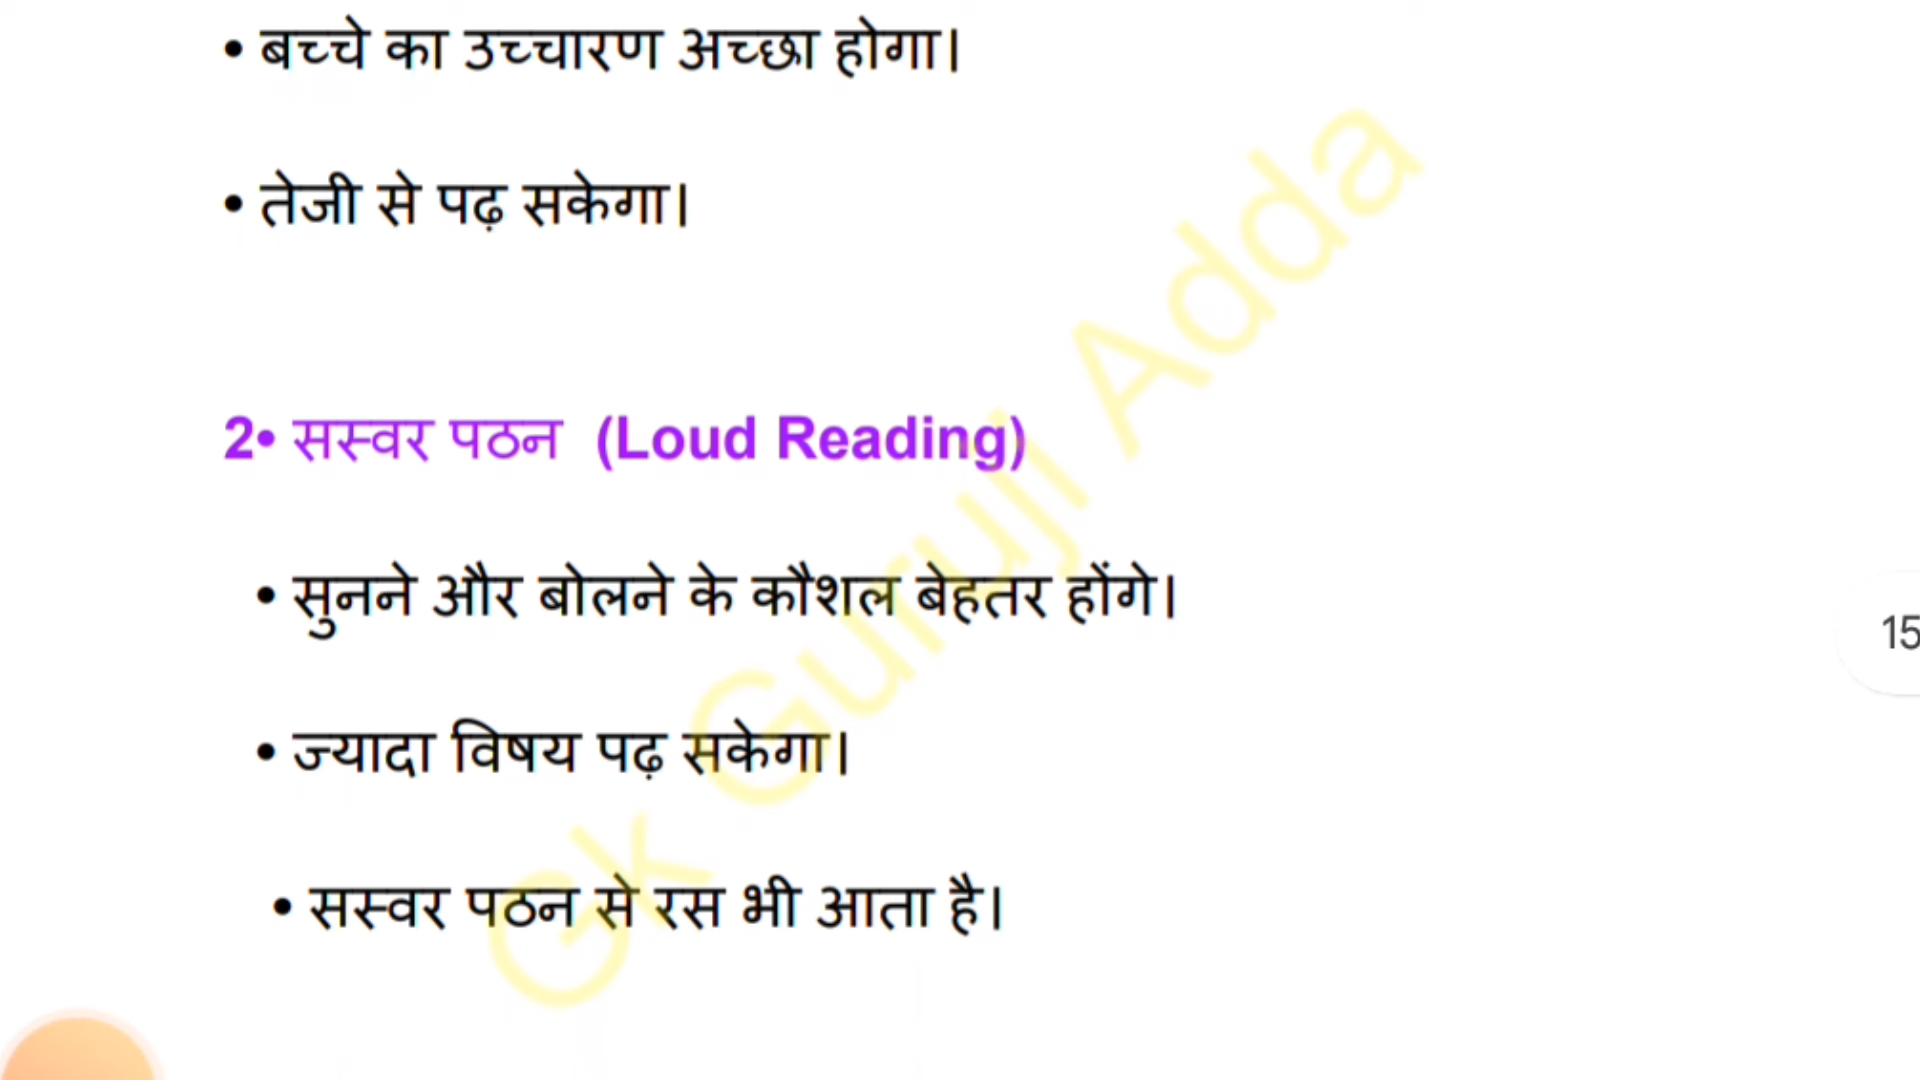 • बच्चे का उच्चारण अच्छा होगा।
• तेजी से पढ़ सकेगा।
2• सस्वर पठन (Loud Reading)
• सुनने और बोलने के कौशल बेहतर होंगे।
15
• ज्यादा विषय पढ़ सकेगा।
• सस्वर पठन से रस भी आता है।
Gk Guruji Adda